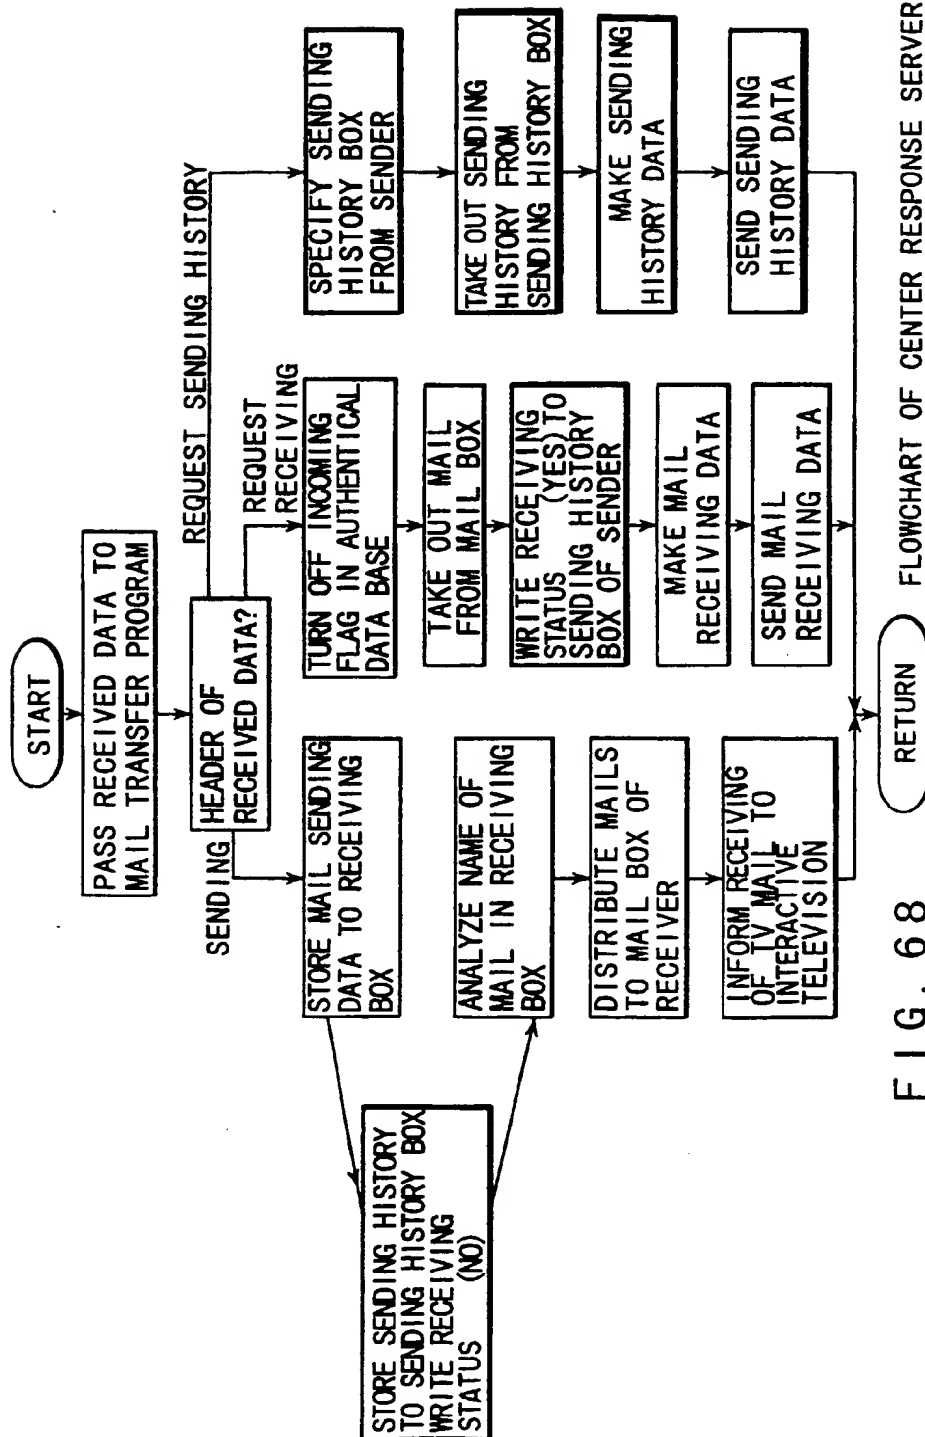 START
PASS RECEIVED DATA TO
MAIL TRANSFER PROGRAM
HEADER OF
RECEIVED DATA?
SENDING
REQUEST
RECEIVING
REQUEST SENDING HISTORY
STORE MAIL SENDING
DATA TO RECEIVING
BOX
STORE SENDING HISTORY
TO SENDING HISTORY BOX
WRITE RECEIVING
STATUS (NO)
ANALYZE NAME OF
MAIL IN RECEIVING
BOX
DISTRIBUTE MAILS
TO MAIL BOX OF
RECEIVER
INFORM RECEIVING
OF TV MAIL TO
INTERACTIVE
TELEVISION
TURN OFF INCOMING
FLAG IN AUTHENTICAL
DATA BASE
TAKE OUT MAIL
FROM MAIL BOX
WRITE RECEIVING
STATUS (YES) TO
SENDING HISTORY
BOX OF SENDER
MAKE MAIL
RECEIVING DATA
SEND MAIL
RECEIVING DATA
SPECIFY SENDING
HISTORY BOX
FROM SENDER
TAKE OUT SENDING
HISTORY FROM
SENDING HISTORY BOX
MAKE SENDING
HISTORY DATA
SEND SENDING
HISTORY DATA
RETURN
FIG. 68
FLOWCHART OF CENTER RESPONSE SERVER